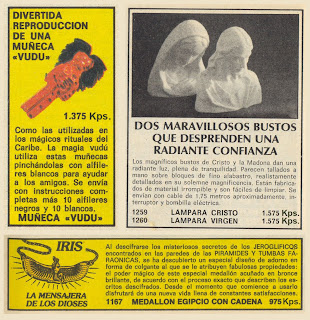 DIVERTIDA
REPRODUCCION
DE UNA
MUÑECA
«VUDU»
1.375 Kps.
Como las utilizadas en
los mágicos rituales del
Caribe. La magia vudú
utiliza estas muñecas
pinchándolas con alfile-
res blancos para ayudar
a los amigos. Se envía
con instrucciones com-
pletas más 10 alfileres
negros y 10 blancos.
MUÑECA «VUDU»
DOS MARAVILLOSOS BUSTOS
QUE DESPRENDEN UNA
RADIANTE CONFIANZA
Los magníficos bustos de Cristo y la Madona dan una
radiante luz, plena de tranquilidad. Parecen tallados a
mano sobre bloques de fino alabastro, realísticamente
detallados en su solemne magnificencia. Están fabrica-
dos de material irrompible y son fáciles de limpiar. Se
envían con cable de 1,75 metros aproximadamente, in-
terruptor y bombilla eléctrica.
1259 LAMPARA CRISTO 1.575 Kps.
1260 LAMPARA VIRGEN 1.575 Kps.
IRIS
LA MENSAJERA
DE LOS DIOSES
Al descifrarse los misteriosos secretos de los JEROGLIFICOS
encontrados en las paredes de las PIRAMIDES Y TUMBAS FA-
RAONICAS, se ha descubierto un especial diseño de adorno en
forma de colgante al que se le atribuyen fabulosas propiedades:
el poder mágico de este especial medallón acuñado en bronce
brillante, de acuerdo con el proceso exacto que describen los es-
critos descifrados. Desde el momento que comience a usarlo
disfrutará de una nueva vida llena de constantes satisfacciones.
1167 MEDALLON EGIPCIO CON CADENA 975 Kps.